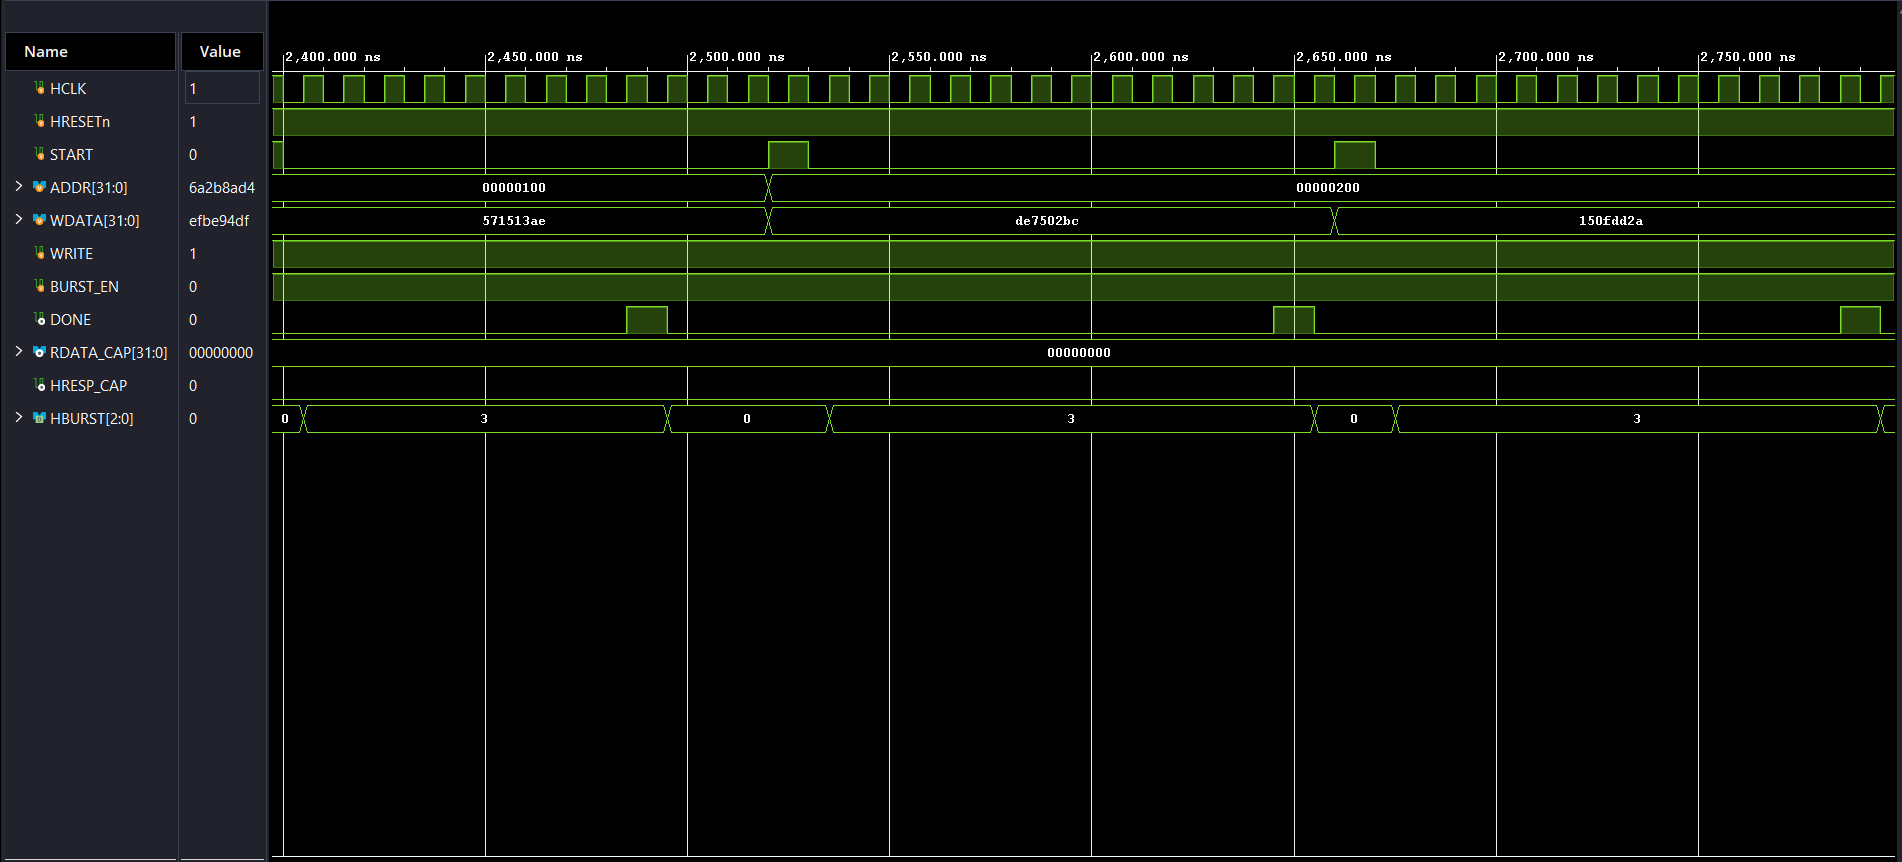 Name Value
2,400.000 ns 2,450.000 ns 2,500.000 ns 2,550.000 ns 2,600.000 ns 2,650.000 ns 2,700.000 ns 2,750.000 ns
HCLK 1
HRESETn 1
START 0
ADDR[31:0] 6a2b8ad4 00000100 00000200
WDATA[31:0] efbe94df 571513ae de7502bc 150fdd2a
WRITE 1
BURST_EN 0
DONE 0
RDATA_CAP[31:0] 00000000 00000000
HRESP_CAP 0
HBURST[2:0] 0 0 3 0 3 0 3